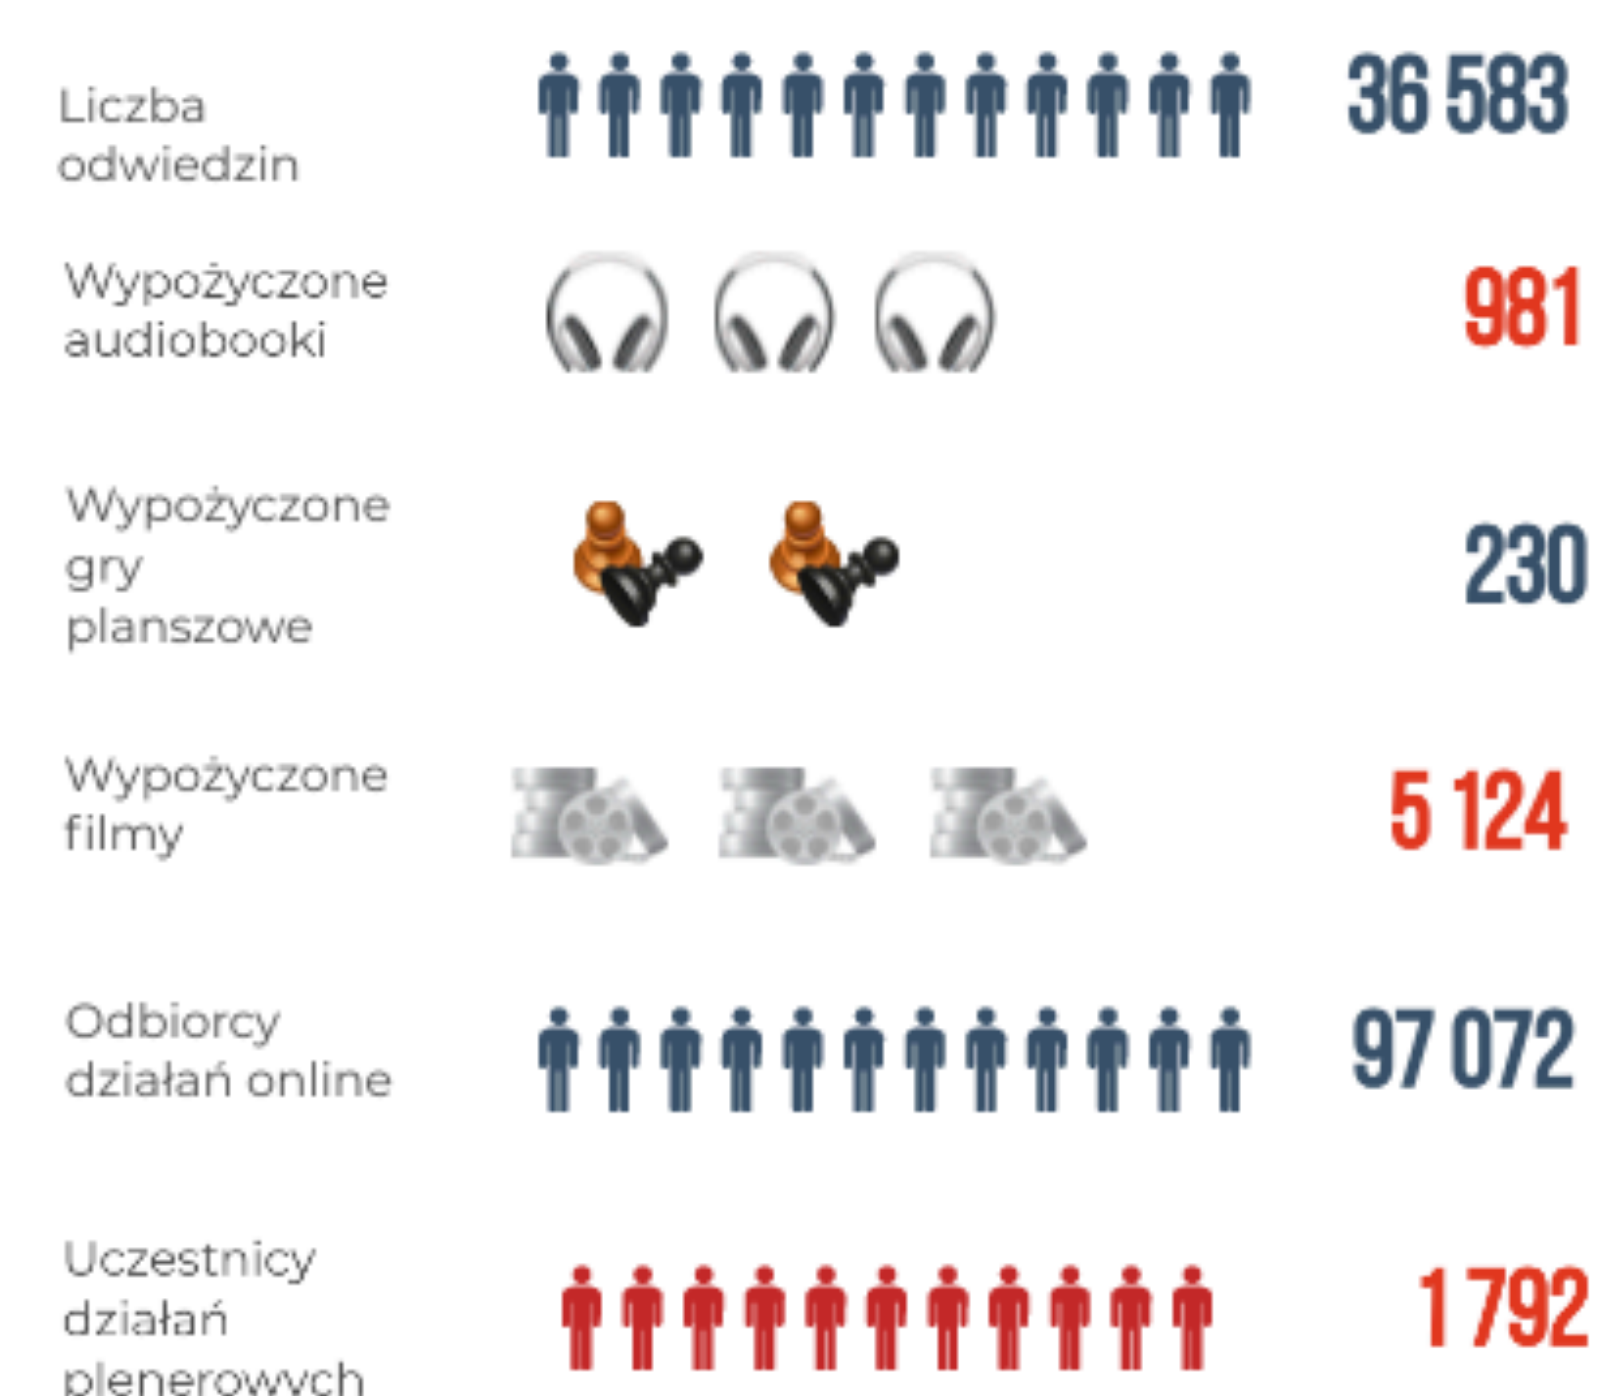 Liczba
odwiedzin
36 583
Wypożyczone
audiobooki
981
Wypożyczone
gry
planszowe
230
Wypożyczone
filmy
5 124
Odbiorcy
działań online
97 072
Uczestnicy
działań
plenerowych
1 792